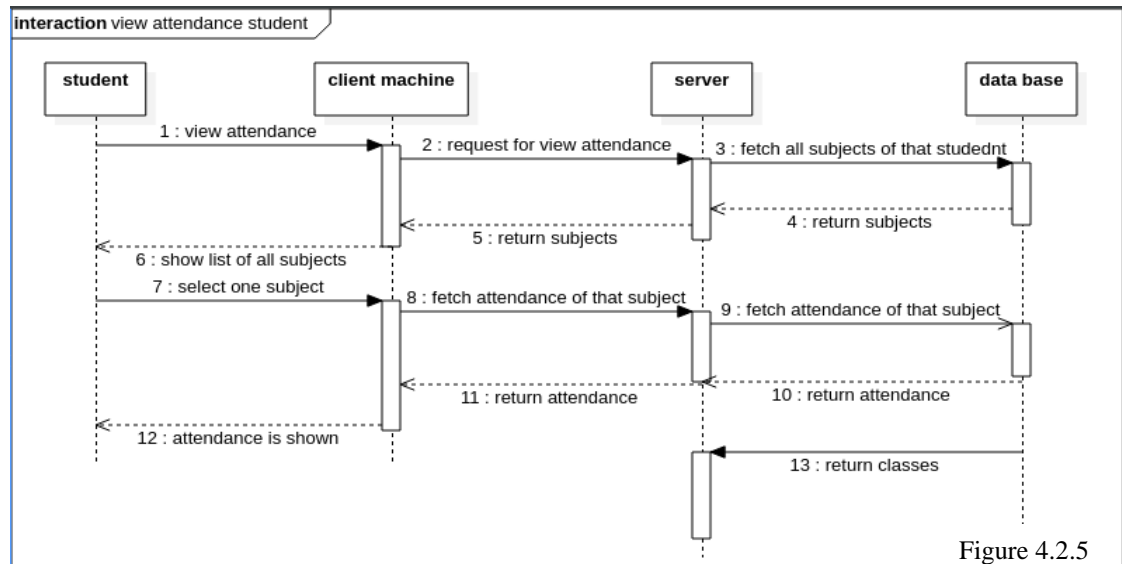 interaction view attendance student
student
client machine
server
data base
1 : view attendance
2 : request for view attendance
3 : fetch all subjects of that studednt
4 : return subjects
5 : return subjects
6 : show list of all subjects
7 : select one subject
8 : fetch attendance of that subject
9 : fetch attendance of that subject
10 : return attendance
11 : return attendance
12 : attendance is shown
13 : return classes
Figure 4.2.5